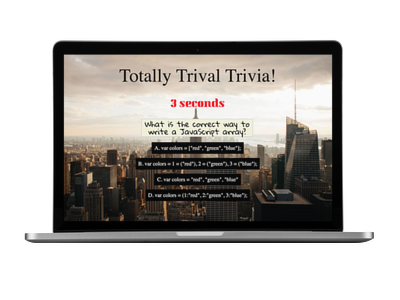 Totally Trival Trivia!
3 seconds
What is the correct way to
write a JavaScript array?
A. var colors = ["red", "green", "blue"];
B. var colors = 1 = ("red"), 2 = ("green"), 3 = ("blue");
C. var colors = "red", "green", "blue"
D. var colors = (1:"red", 2:"green", 3:"blue");